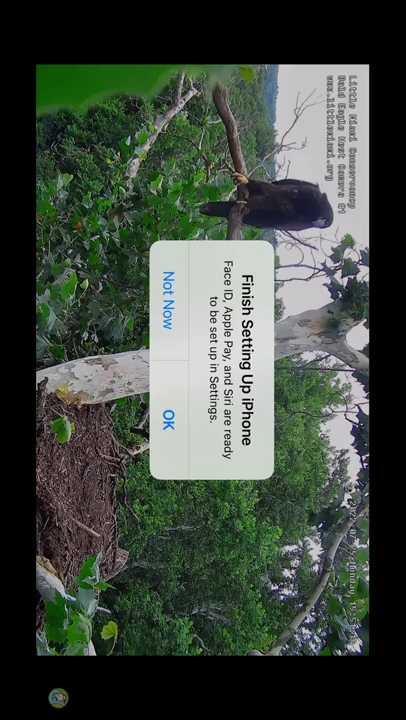 Little Miami Conservancy
Bald Eagle Nest Camera #1
www.littlemiami.org
Finish Setting Up iPhone
Face ID, Apple Pay, and Siri are ready
to be set up in Settings.
Not Now
OK